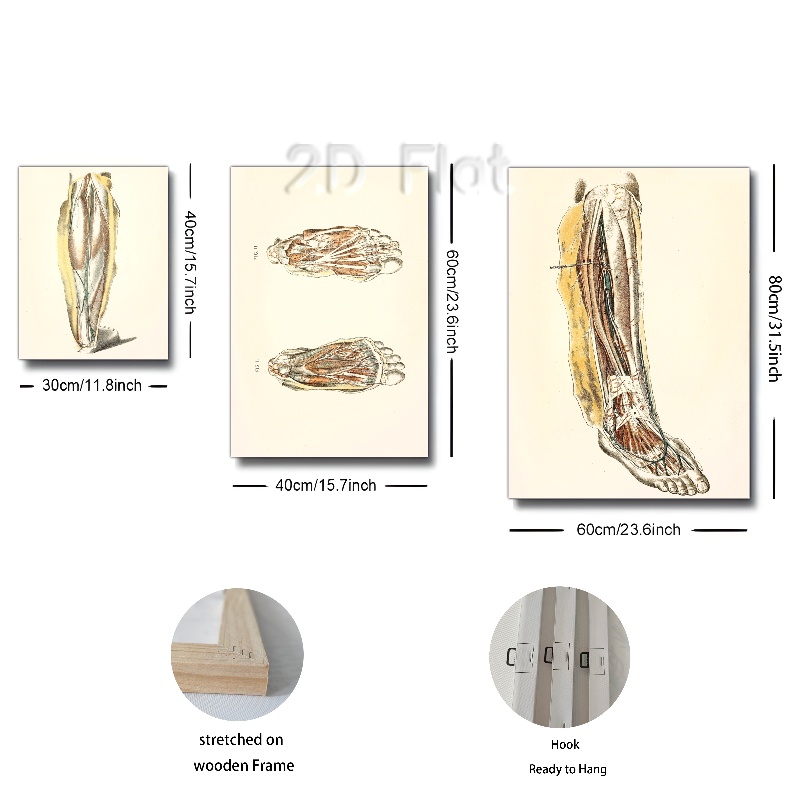 2D Flat
40cm/15.7inch
30cm/11.8inch
60cm/23.6inch
40cm/15.7inch
80cm/31.5inch
60cm/23.6inch
stretched on
wooden Frame
Hook
Ready to Hang